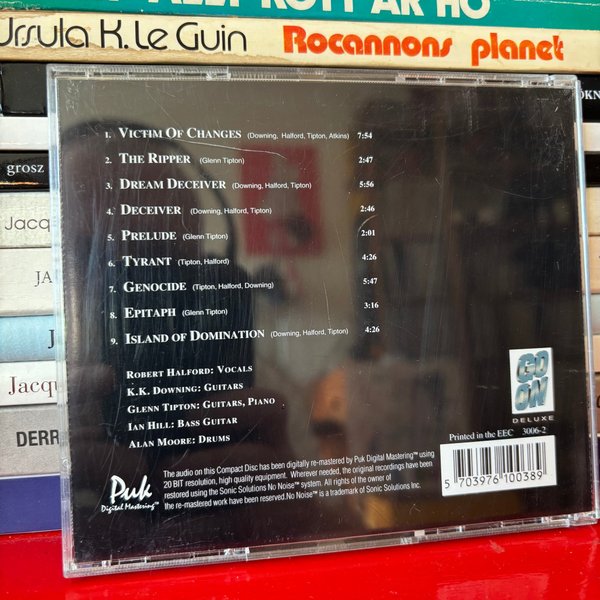 ALLT KOTT ÄR HÖ
Ursula K. Le Guin Rocannons planet
grosz
Jacq
JA
J
Jacqu
DERR
1. VICTIM OF CHANGES (Downing, Halford, Tipton, Atkins) 7:54
2. THE RIPPER (Glenn Tipton) 2:47
3. DREAM DECEIVER (Downing, Halford, Tipton) 5:56
4. DECEIVER (Downing, Halford, Tipton) 2:46
5. PRELUDE (Glenn Tipton) 2:01
6. TYRANT (Tipton, Halford) 4:26
7. GENOCIDE (Tipton, Halford, Downing) 5:47
8. EPITAPH (Glenn Tipton) 3:16
9. ISLAND OF DOMINATION (Downing, Halford, Tipton) 4:26
ROBERT HALFORD: VOCALS
K.K. DOWNING: GUITARS
GLENN TIPTON: GUITARS, PIANO
IAN HILL: BASS GUITAR
ALAN MOORE: DRUMS
GO
ON
DELUXE
Printed in the EEC 3006-2
5 703976 100389
Puk
Digital Mastering™
The audio on this Compact Disc has been digitally re-mastered by Puk Digital Mastering™ using
20 BIT resolution, high quality equipment. Wherever needed, the original recordings have been
restored using the Sonic Solutions No Noise™ system. All rights of the owner of
the re-mastered work have been reserved.No Noise™ is a trademark of Sonic Solutions Inc.